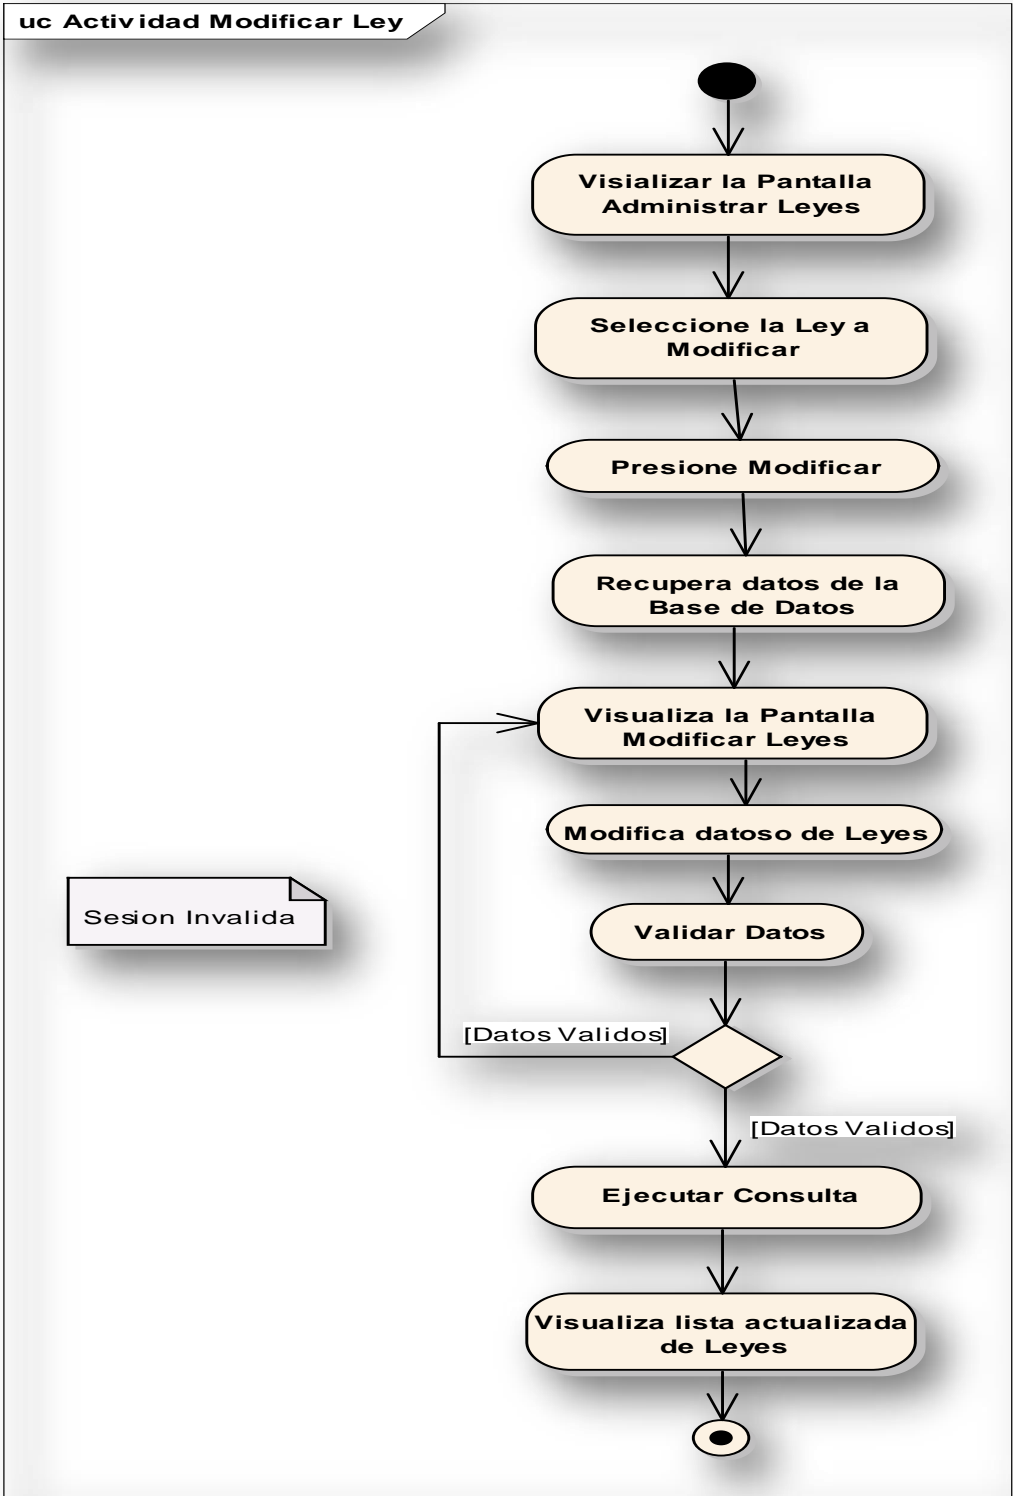 uc Actividad Modificar Ley
Visializar la Pantalla
Administrar Leyes
Seleccione la Ley a
Modificar
Presione Modificar
Recupera datos de la
Base de Datos
Visualiza la Pantalla
Modificar Leyes
Modifica datoso de Leyes
Sesion Invalida
Validar Datos
[Datos Validos]
[Datos Validos]
Ejecutar Consulta
Visualiza lista actualizada
de Leyes